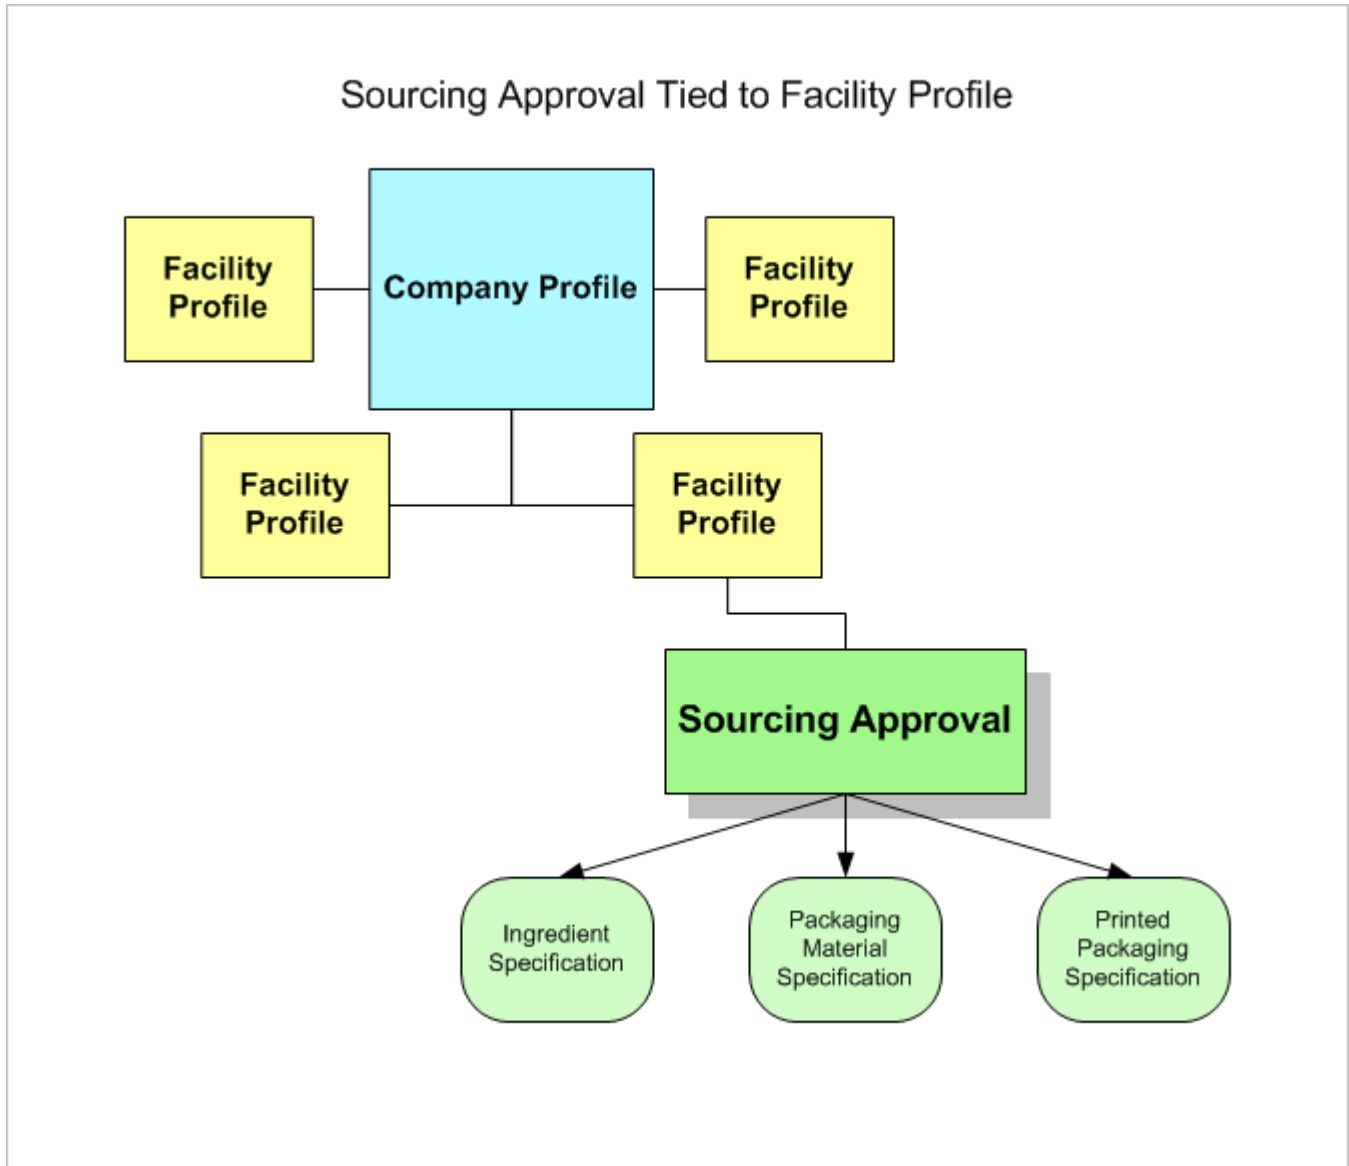 Sourcing Approval Tied to Facility Profile
Facility
Profile
Company Profile
Facility
Profile
Facility
Profile
Facility
Profile
Sourcing Approval
Ingredient
Specification
Packaging
Material
Specification
Printed
Packaging
Specification